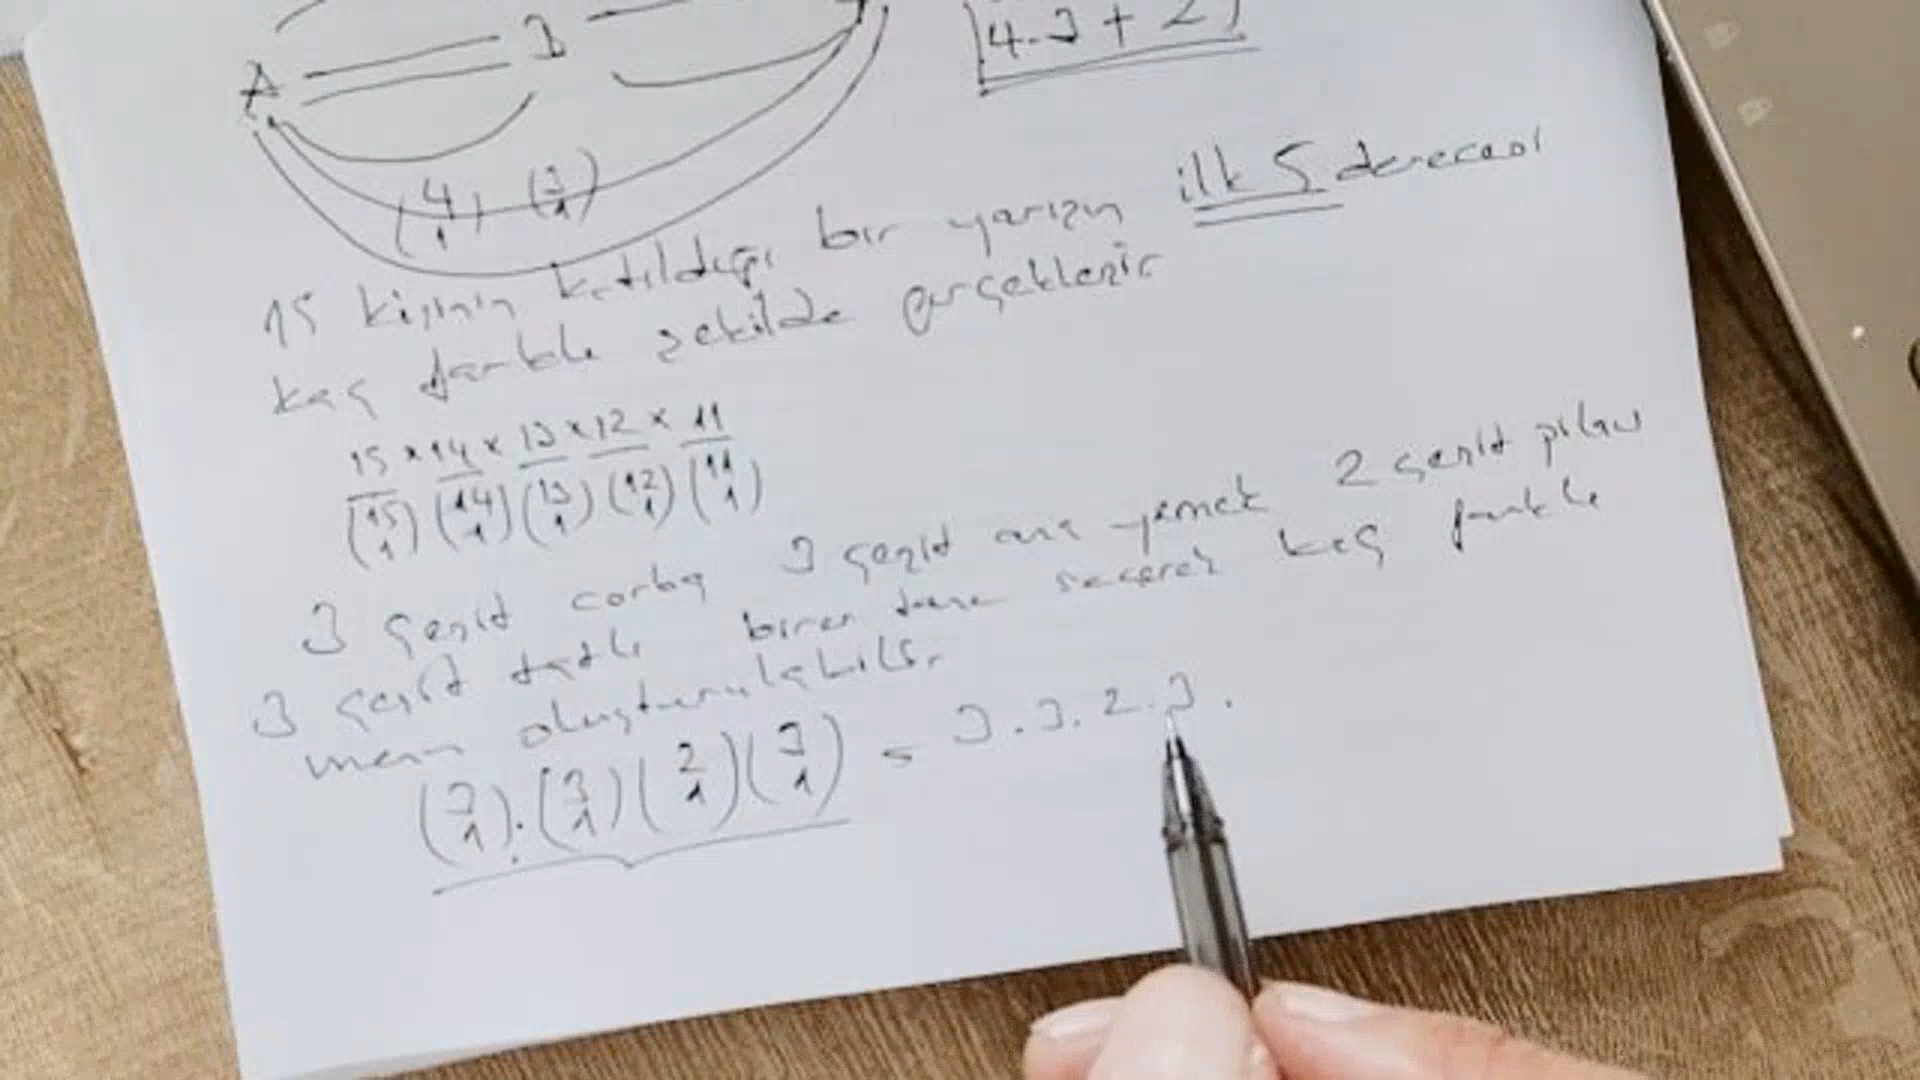 A B
4.3+2
(4 1) (3 1)
15 kişinin katıldığı bir yarışın ilk 5 derecesi
kaç farklı şekilde gerçekleşir
15 × 14 × 13 × 12 × 11
(15 1) (14 1) (13 1) (12 1) (11 1)
3 çeşit çorba 3 çeşit ana yemek 2 çeşit pilav
3 çeşit tatlı birer tane seçerek kaç farklı
menü oluşturulabilir
(3 1).(3 1)(2 1)(3 1) = 3.3.2.3.